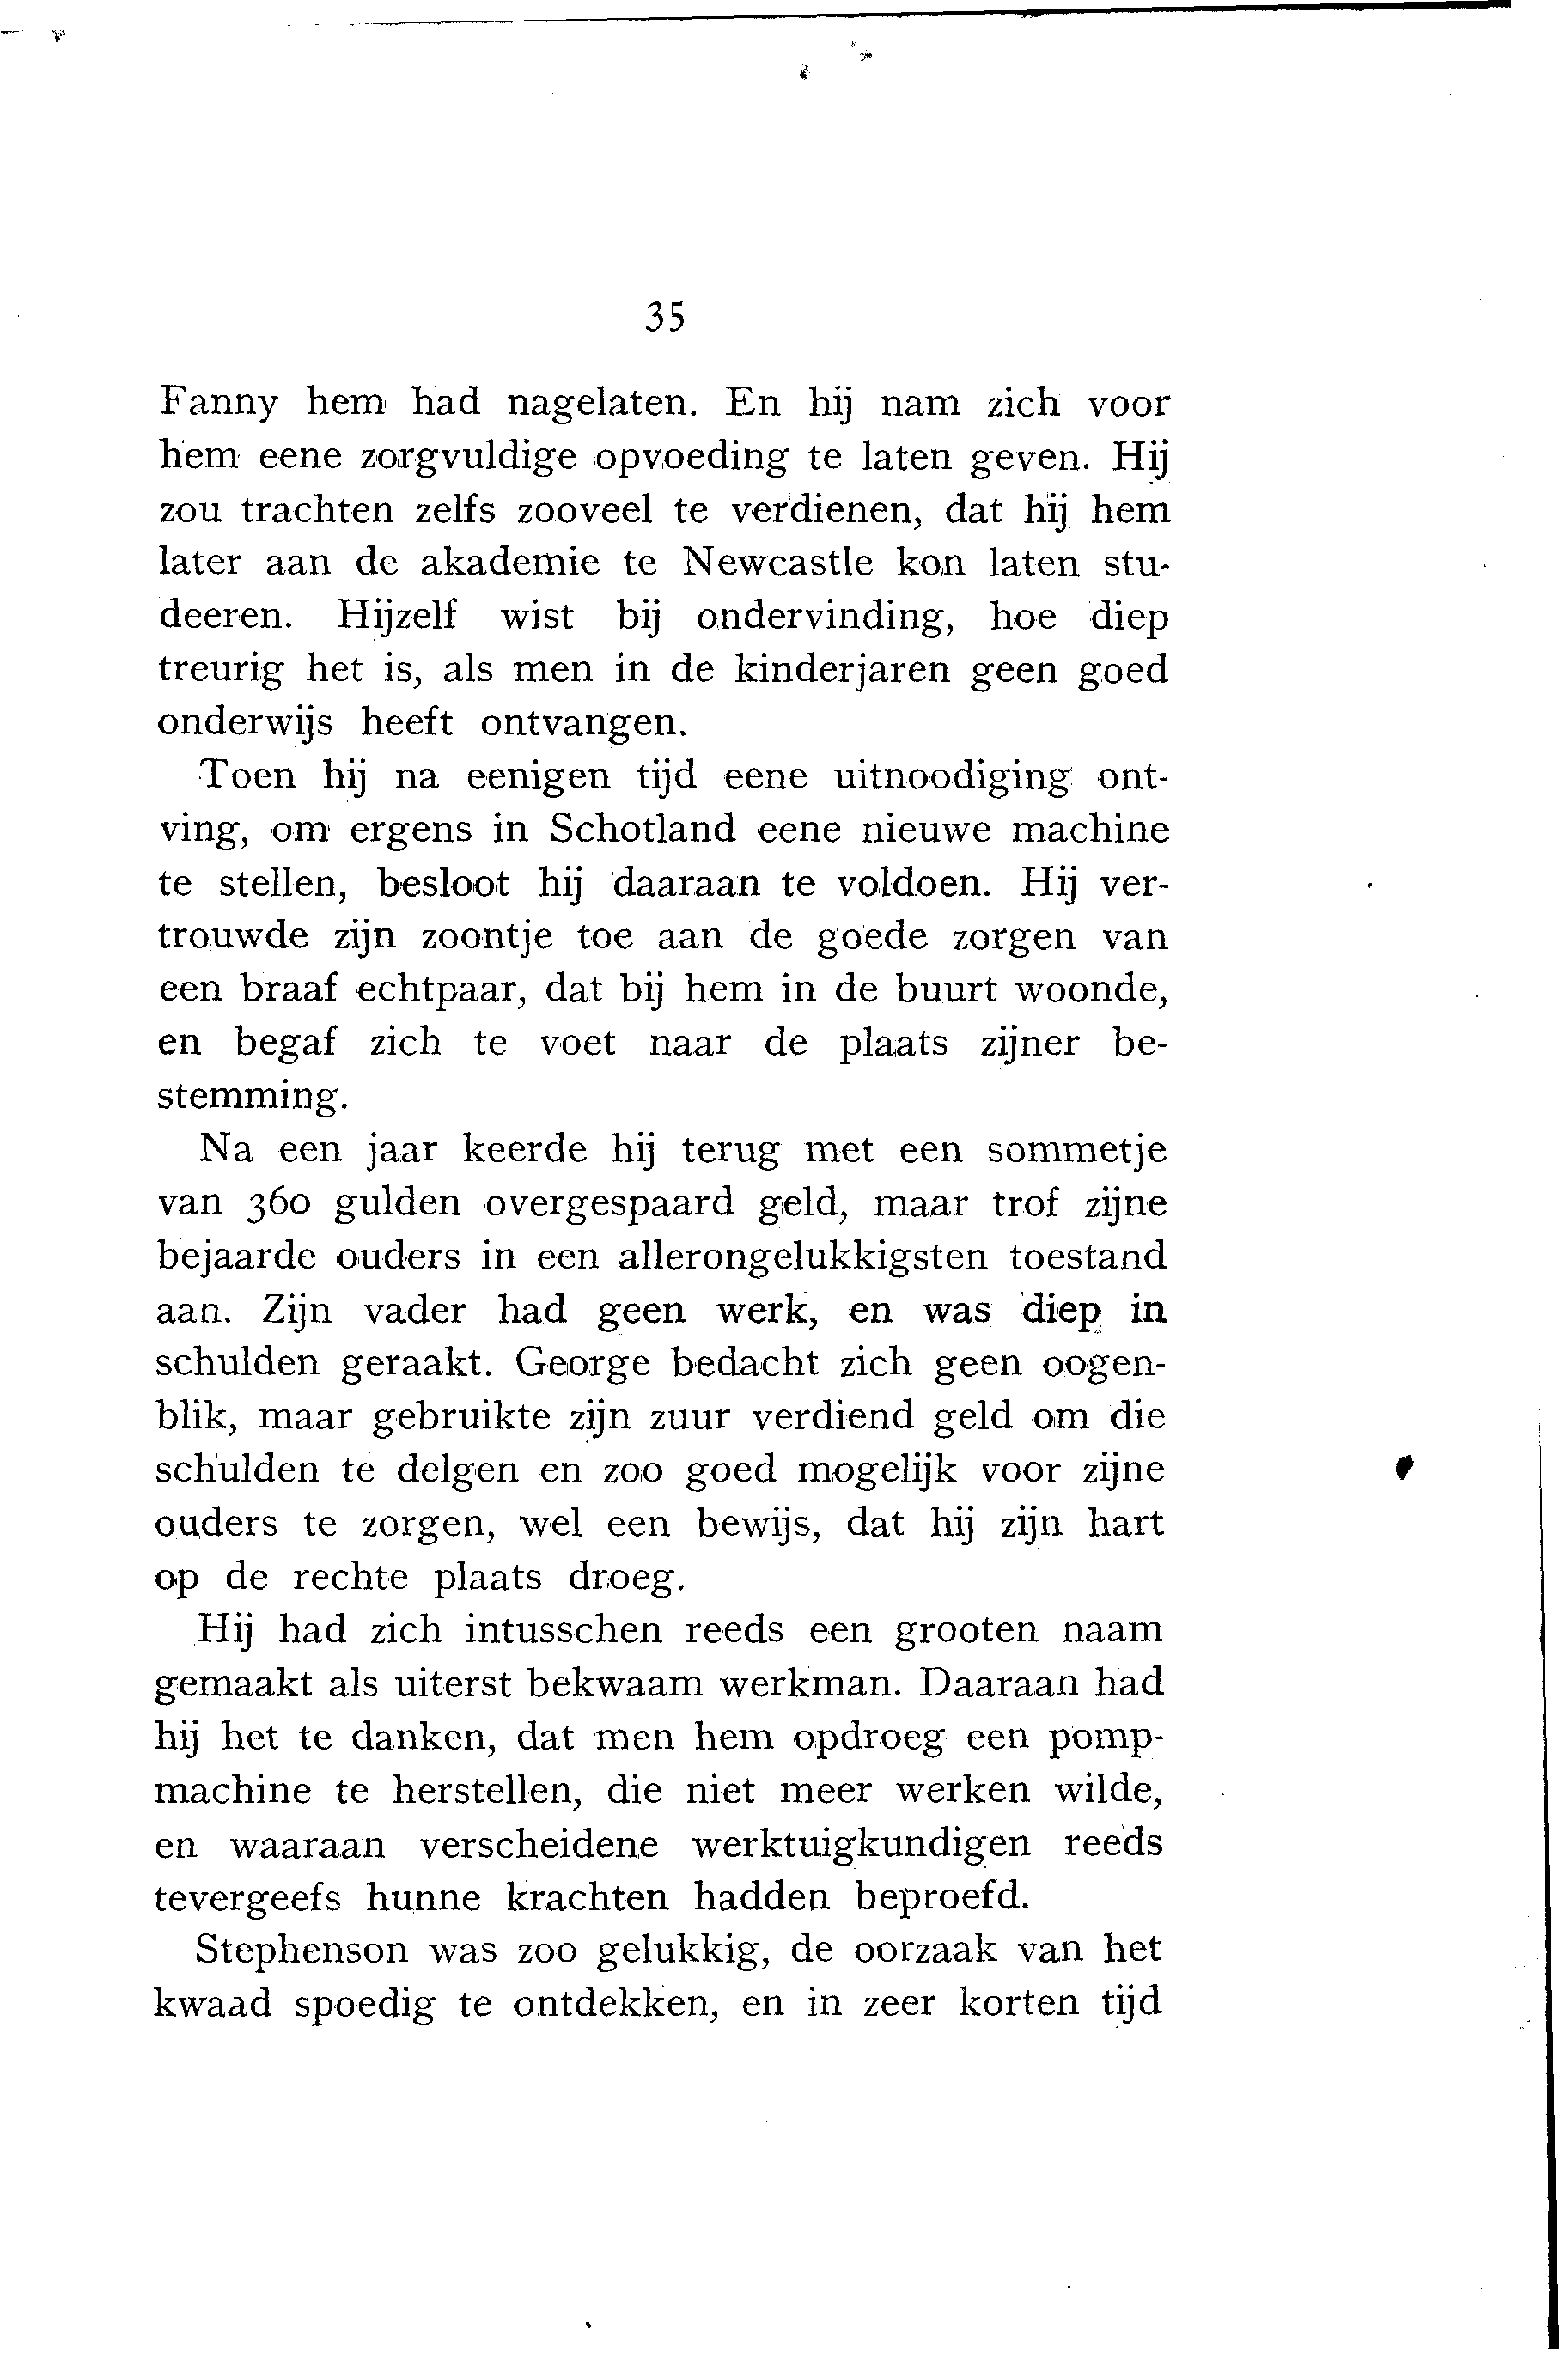 35
Fanny hem had nagelaten. En hij nam zich voor
hem eene zorgvuldige opvoeding te laten geven. Hij
zou trachten zelfs zooveel te verdienen, dat hij hem
later aan de akademie te Newcastle kon laten stu-
deeren. Hijzelf wist bij ondervinding, hoe diep
treurig het is, als men in de kinderjaren geen goed
onderwijs heeft ontvangen.
Toen hij na eenigen tijd eene uitnoodiging ont-
ving, om ergens in Schotland eene nieuwe machine
te stellen, besloot hij daaraan te voldoen. Hij ver-
trouwde zijn zoontje toe aan de goede zorgen van
een braaf echtpaar, dat bij hem in de buurt woonde,
en begaf zich te voet naar de plaats zijner be-
stemming.
Na een jaar keerde hij terug met een sommetje
van 360 gulden overgespaard geld, maar trof zijne
bejaarde ouders in een allerongelukkigsten toestand
aan. Zijn vader had geen werk, en was diep in
schulden geraakt. George bedacht zich geen oogen-
blik, maar gebruikte zijn zuur verdiend geld om die
schulden te delgen en zoo goed mogelijk voor zijne
ouders te zorgen, wel een bewijs, dat hij zijn hart
op de rechte plaats droeg.
Hij had zich intusschen reeds een grooten naam
gemaakt als uiterst bekwaam werkman. Daaraan had
hij het te danken, dat men hem opdroeg een pomp-
machine te herstellen, die niet meer werken wilde,
en waaraan verscheidene werktuigkundigen reeds
tevergeefs hunne krachten hadden beproefd.
Stephenson was zoo gelukkig, de oorzaak van het
kwaad spoedig te ontdekken, en in zeer korten tijd